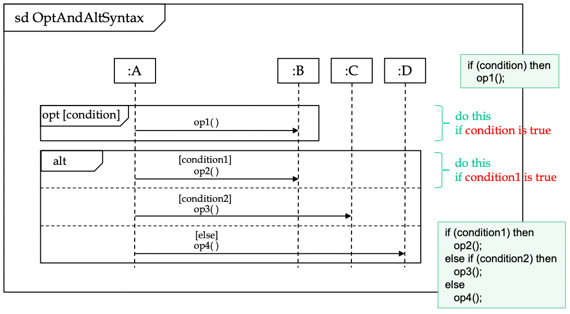 sd OptAndAltSyntax
:A
:B
:C
:D
if (condition) then
op1();
opt [condition]
op1( )
do this
if condition is true
alt
[condition1]
op2( )
do this
if condition1 is true
[condition2]
op3( )
[else]
op4( )
if (condition1) then
op2();
else if (condition2) then
op3();
else
op4();